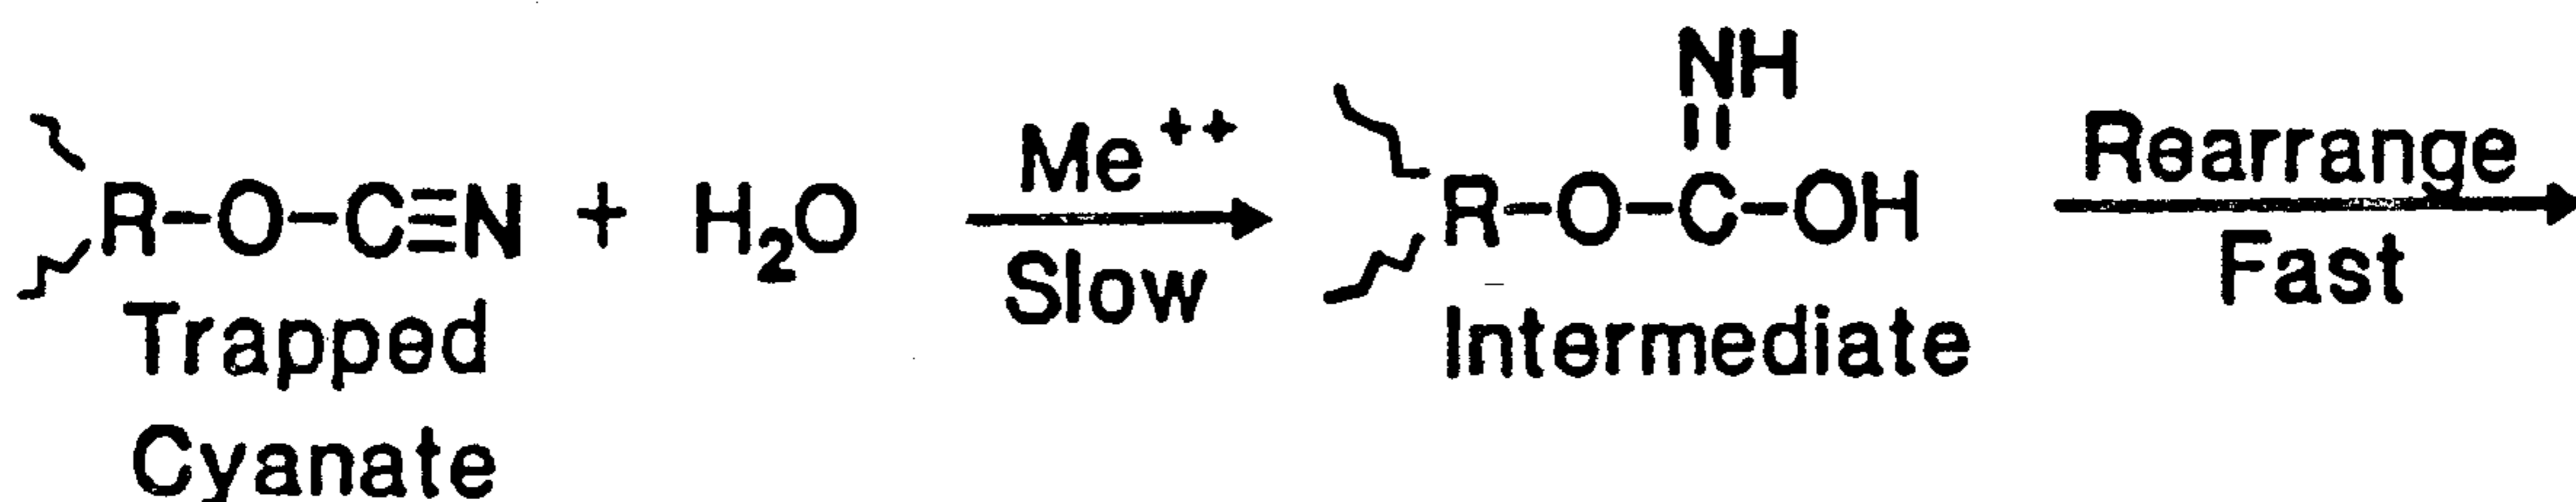 NH
Me++
Rearrange
R-O-C≡N + H2O
R-O-C-OH
Slow
Fast
Trapped
Cyanate
Intermediate